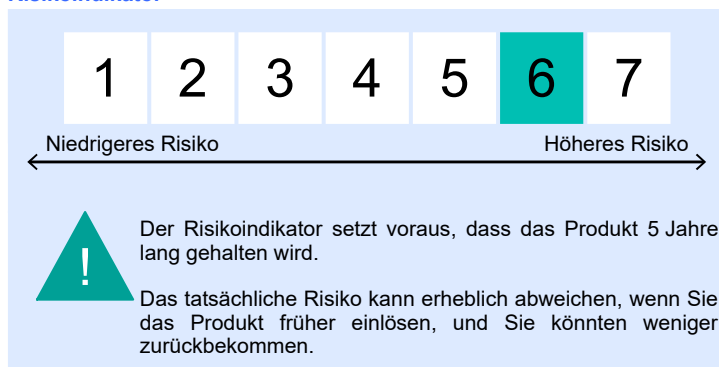 1 2 3 4 5 6 7
Niedrigeres Risiko Höheres Risiko
Der Risikoindikator setzt voraus, dass das Produkt 5 Jahre
lang gehalten wird.
!
Das tatsächliche Risiko kann erheblich abweichen, wenn Sie
das Produkt früher einlösen, und Sie könnten weniger
zurückbekommen.